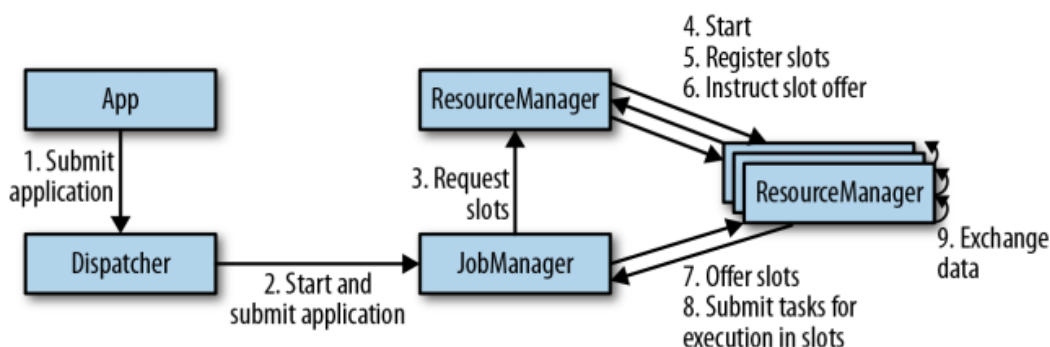 App
1. Submit
application
Dispatcher
2. Start and
submit application
ResourceManager
3. Request
slots
JobManager
4. Start
5. Register slots
6. Instruct slot offer
ResourceManager
7. Offer slots
8. Submit tasks for
execution in slots
9. Exchange
data